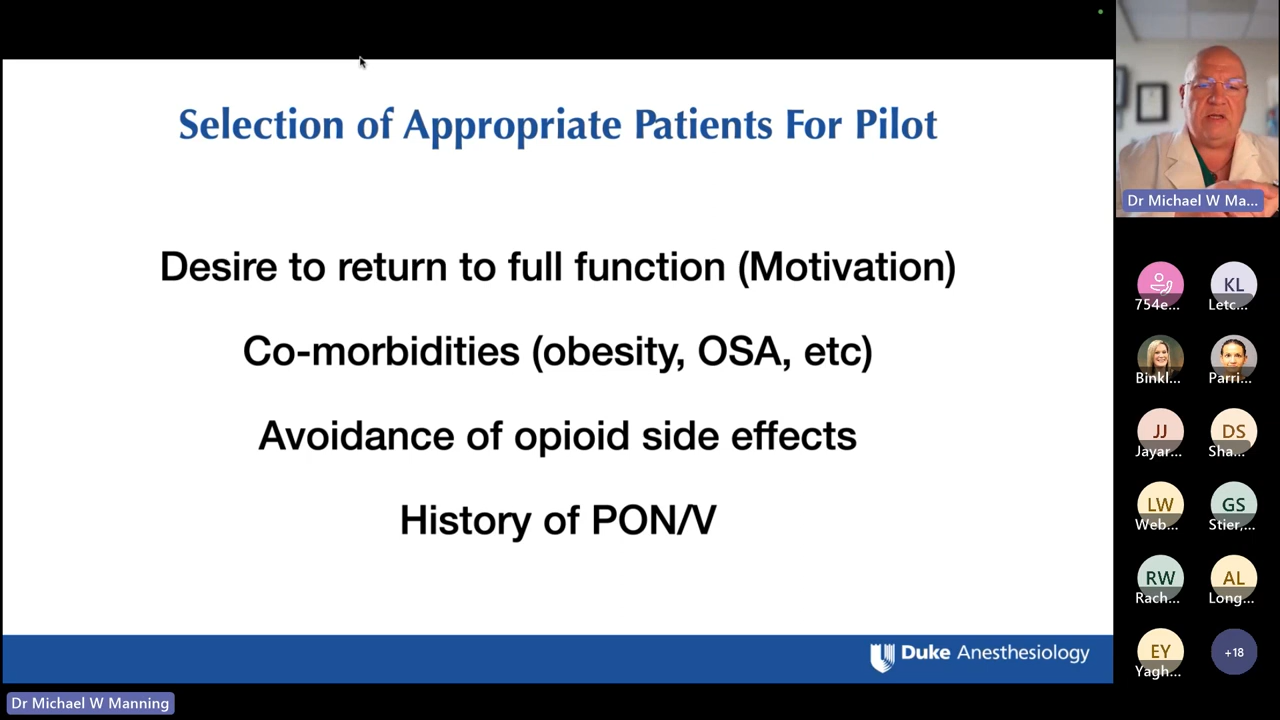 Selection of Appropriate Patients For Pilot
Desire to return to full function (Motivation)
Co-morbidities (obesity, OSA, etc)
Avoidance of opioid side effects
History of PON/V
Duke Anesthesiology
Dr Michael W Manning
Dr Michael W Ma...
754e...
KL
Letc...
Binkl...
Parri...
JJ
Jayar...
DS
Sha...
LW
Web...
GS
Stier,...
RW
Rach...
AL
Long...
EY
Yagh...
+18